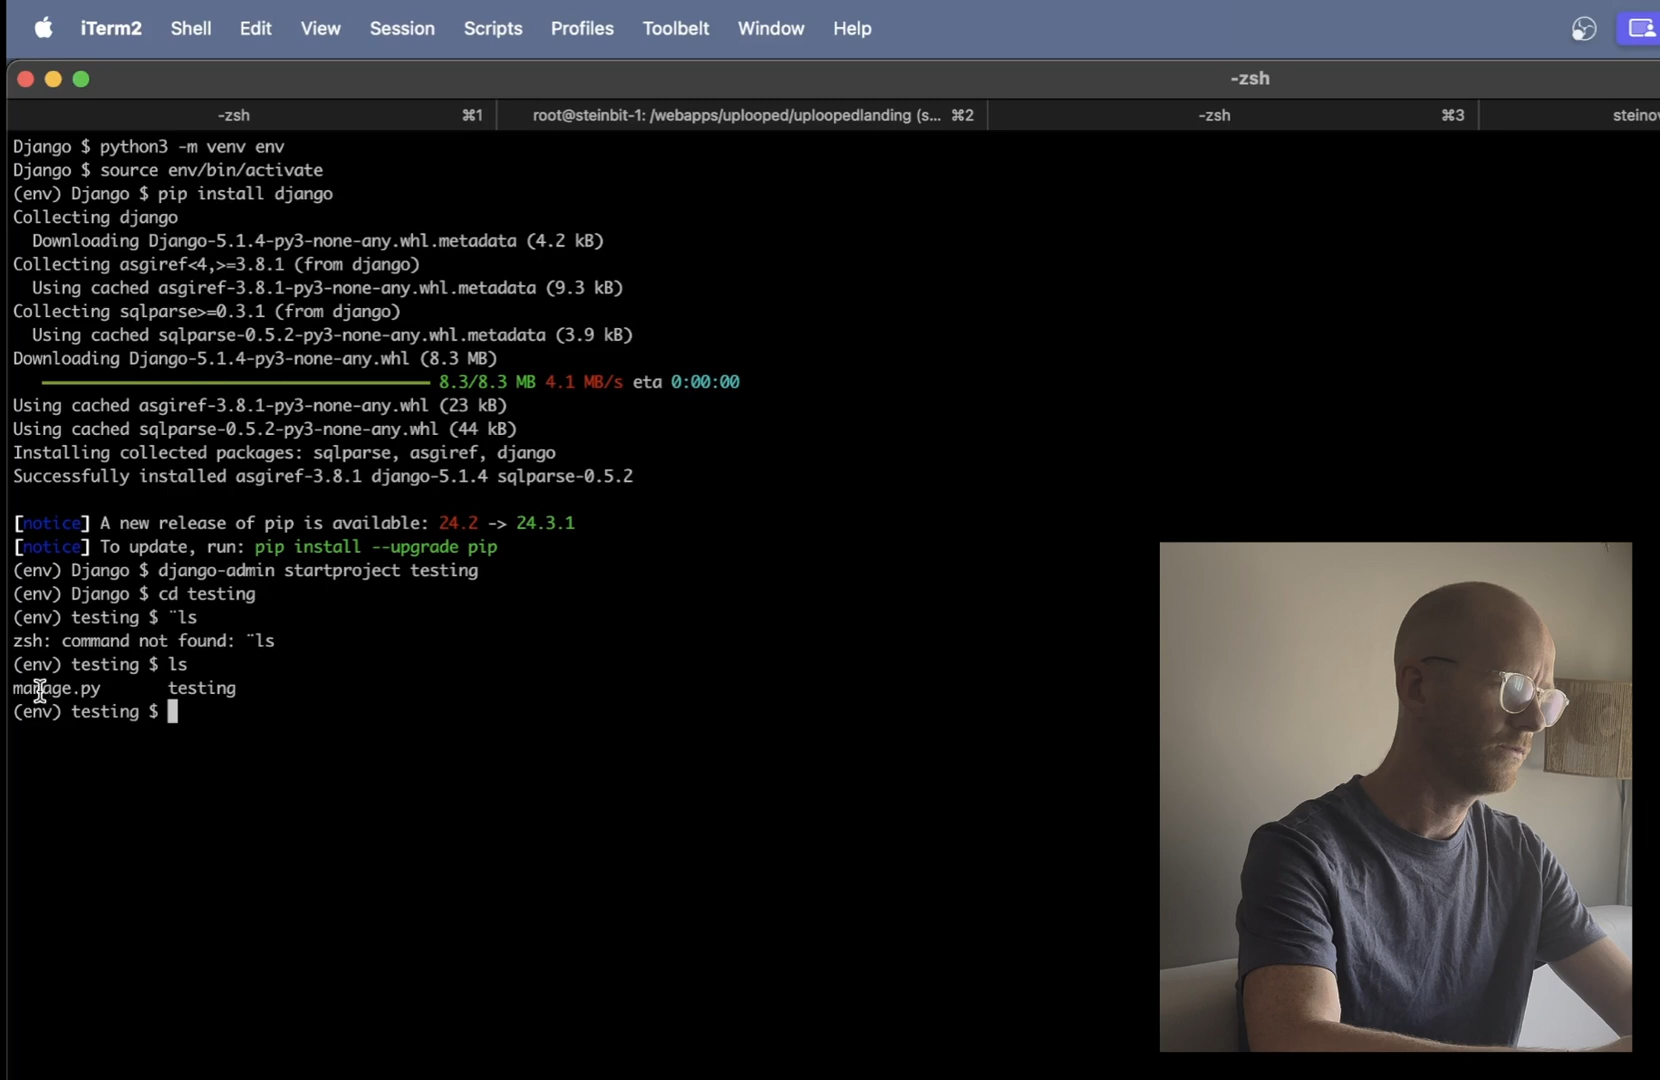 iTerm2 Shell Edit View Session Scripts Profiles Toolbelt Window Help
-zsh
-zsh ⌘1 root@steinbit-1: /webapps/uplooped/uploopedlanding (s... ⌘2 -zsh ⌘3 steinov
Django $ python3 -m venv env
Django $ source env/bin/activate
(env) Django $ pip install django
Collecting django
  Downloading Django-5.1.4-py3-none-any.whl.metadata (4.2 kB)
Collecting asgiref<4,>=3.8.1 (from django)
  Using cached asgiref-3.8.1-py3-none-any.whl.metadata (9.3 kB)
Collecting sqlparse>=0.3.1 (from django)
  Using cached sqlparse-0.5.2-py3-none-any.whl.metadata (3.9 kB)
Downloading Django-5.1.4-py3-none-any.whl (8.3 MB)
8.3/8.3 MB 4.1 MB/s eta 0:00:00
Using cached asgiref-3.8.1-py3-none-any.whl (23 kB)
Using cached sqlparse-0.5.2-py3-none-any.whl (44 kB)
Installing collected packages: sqlparse, asgiref, django
Successfully installed asgiref-3.8.1 django-5.1.4 sqlparse-0.5.2
[notice] A new release of pip is available: 24.2 -> 24.3.1
[notice] To update, run: pip install --upgrade pip
(env) Django $ django-admin startproject testing
(env) Django $ cd testing
(env) testing $ ¨ls
zsh: command not found: ¨ls
(env) testing $ ls
manage.py testing
(env) testing $